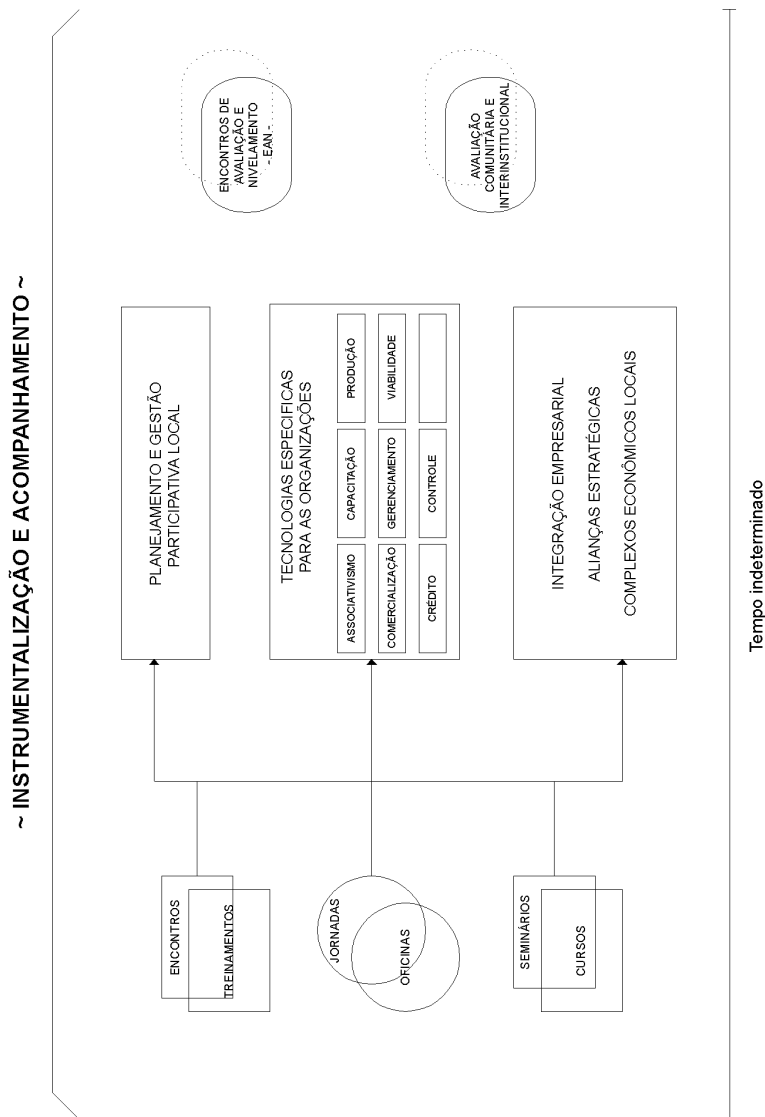 ~ INSTRUMENTALIZAÇÃO E ACOMPANHAMENTO ~
ENCONTROS
TREINAMENTOS
JORNADAS
OFICINAS
SEMINÁRIOS
CURSOS
PLANEJAMENTO E GESTÃO
PARTICIPATIVA LOCAL
TECNOLOGIAS ESPECIFICAS
PARA AS ORGANIZAÇÕES
ASSOCIATIVISMO
CAPACITAÇÃO
PRODUÇÃO
COMERCIALIZAÇÃO
GERENCIAMENTO
VIABILIDADE
CRÉDITO
CONTROLE
INTEGRAÇÃO EMPRESARIAL
ALIANÇAS ESTRATÉGICAS
COMPLEXOS ECONÔMICOS LOCAIS
ENCONTROS DE
AVALIAÇÃO E
NIVELAMENTO
- EAN -
AVALIAÇÃO
COMUNITÁRIA E
INTERINSTITUCIONAL
Tempo indeterminado